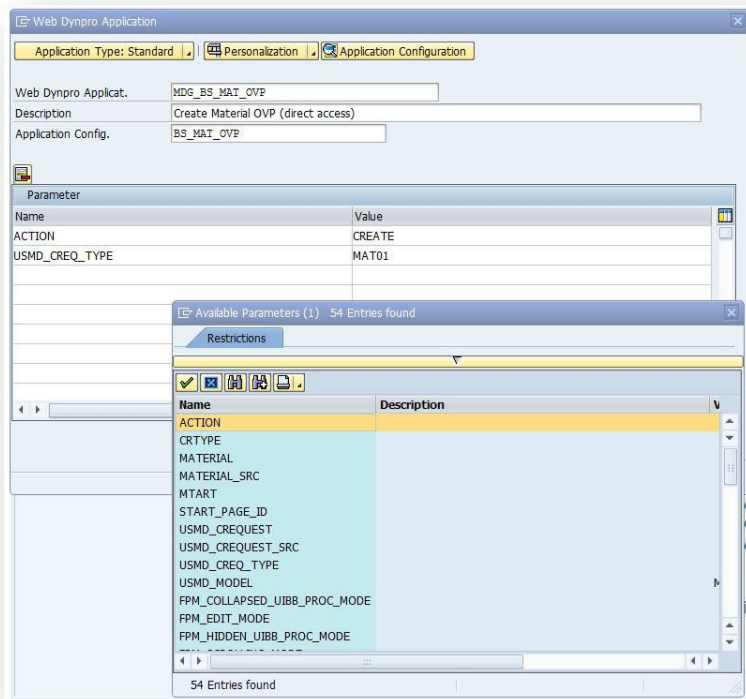 Web Dynpro Application
Application Type: Standard Personalization Application Configuration
Web Dynpro Applicat. MDG_BS_MAT_OVP
Description Create Material OVP (direct access)
Application Config. BS_MAT_OVP
Parameter
Name Value
ACTION CREATE
USMD_CREQ_TYPE MAT01
Available Parameters (1) 54 Entries found
Restrictions
Name Description V
ACTION
CRTYPE
MATERIAL
MATERIAL_SRC
MTART
START_PAGE_ID
USMD_CREQUEST
USMD_CREQUEST_SRC
USMD_CREQ_TYPE
USMD_MODEL
FPM_COLLAPSED_UIBB_PROC_MODE
FPM_EDIT_MODE
FPM_HIDDEN_UIBB_PROC_MODE
54 Entries found